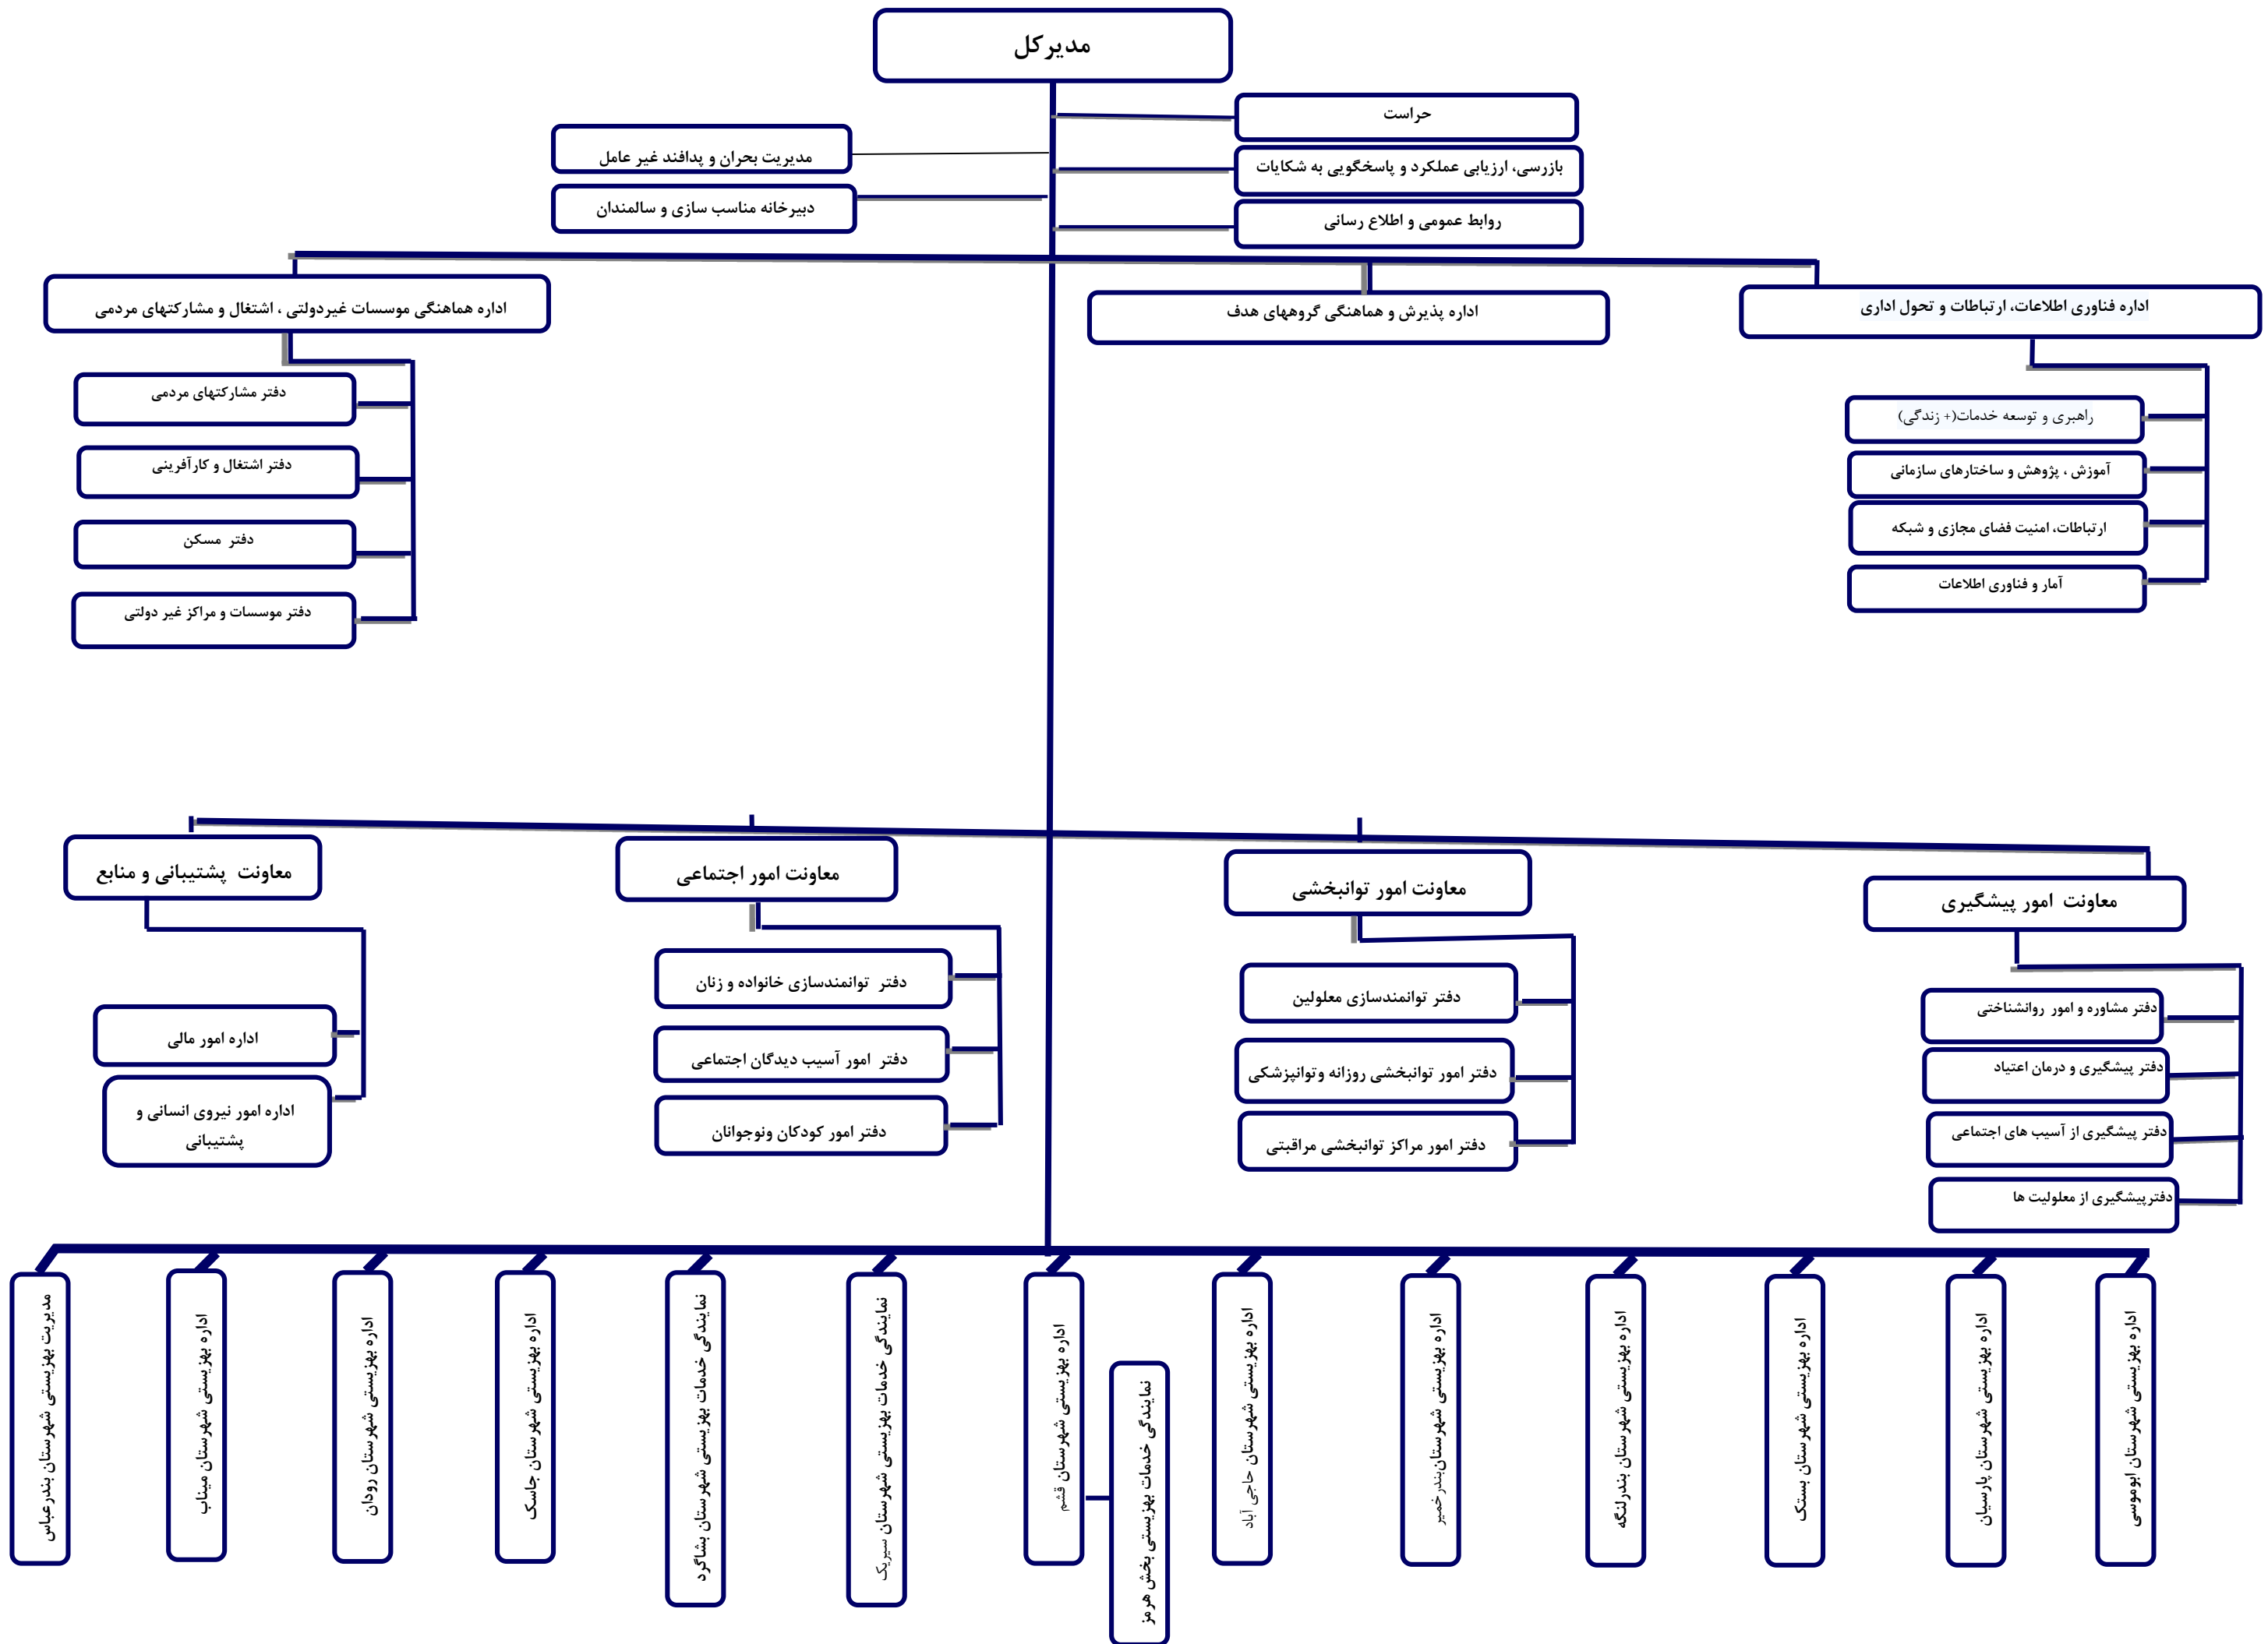 مدیرکل
حراست
مدیریت بحران و پدافند غیر عامل
بازرسی، ارزیابی عملکرد و پاسخگویی به شکایات
دبیرخانه مناسب سازی و سالمندان
روابط عمومی و اطلاع رسانی
اداره فناوری اطلاعات، ارتباطات و تحول اداری
اداره پذیرش و هماهنگی گروههای هدف
اداره هماهنگی موسسات غیردولتی ، اشتغال و مشارکتهای مردمی
راهبری و توسعه خدمات(+ زندگی)
آموزش ، پژوهش و ساختارهای سازمانی
ارتباطات، امنیت فضای مجازی و شبکه
آمار و فناوری اطلاعات
دفتر مشارکتهای مردمی
دفتر اشتغال و کارآفرینی
دفتر مسکن
دفتر موسسات و مراکز غیر دولتی
معاونت امور پیشگیری
معاونت امور توانبخشی
معاونت امور اجتماعی
معاونت پشتیبانی و منابع
دفتر مشاوره و امور روانشناختی
دفتر پیشگیری و درمان اعتیاد
دفتر پیشگیری از آسیب های اجتماعی
دفترپیشگیری از معلولیت ها
دفتر توانمندسازی معلولین
دفتر امور توانبخشی روزانه وتوانپزشکی
دفتر امور مراکز توانبخشی مراقبتی
دفتر توانمندسازی خانواده و زنان
دفتر امور آسیب دیدگان اجتماعی
دفتر امور کودکان ونوجوانان
اداره امور مالی
اداره امور نیروی انسانی و
پشتیبانی
اداره بهزیستی شهرستان ابوموسی
اداره بهزیستی شهرستان پارسیان
اداره بهزیستی شهرستان بستک
اداره بهزیستی شهرستان بندرلنگه
اداره بهزیستی شهرستان‌بندرخمیر
اداره بهزیستی شهرستان حاجی آباد
نمایندگی خدمات بهزیستی بخش هرمز
اداره بهزیستی شهرستان قشم
نمایندگی خدمات بهزیستی شهرستان سیریک
نمایندگی خدمات بهزیستی شهرستان بشاگرد
اداره بهزیستی شهرستان جاسک
اداره بهزیستی شهرستان رودان
اداره بهزیستی شهرستان میناب
مدیریت بهزیستی شهرستان بندرعباس